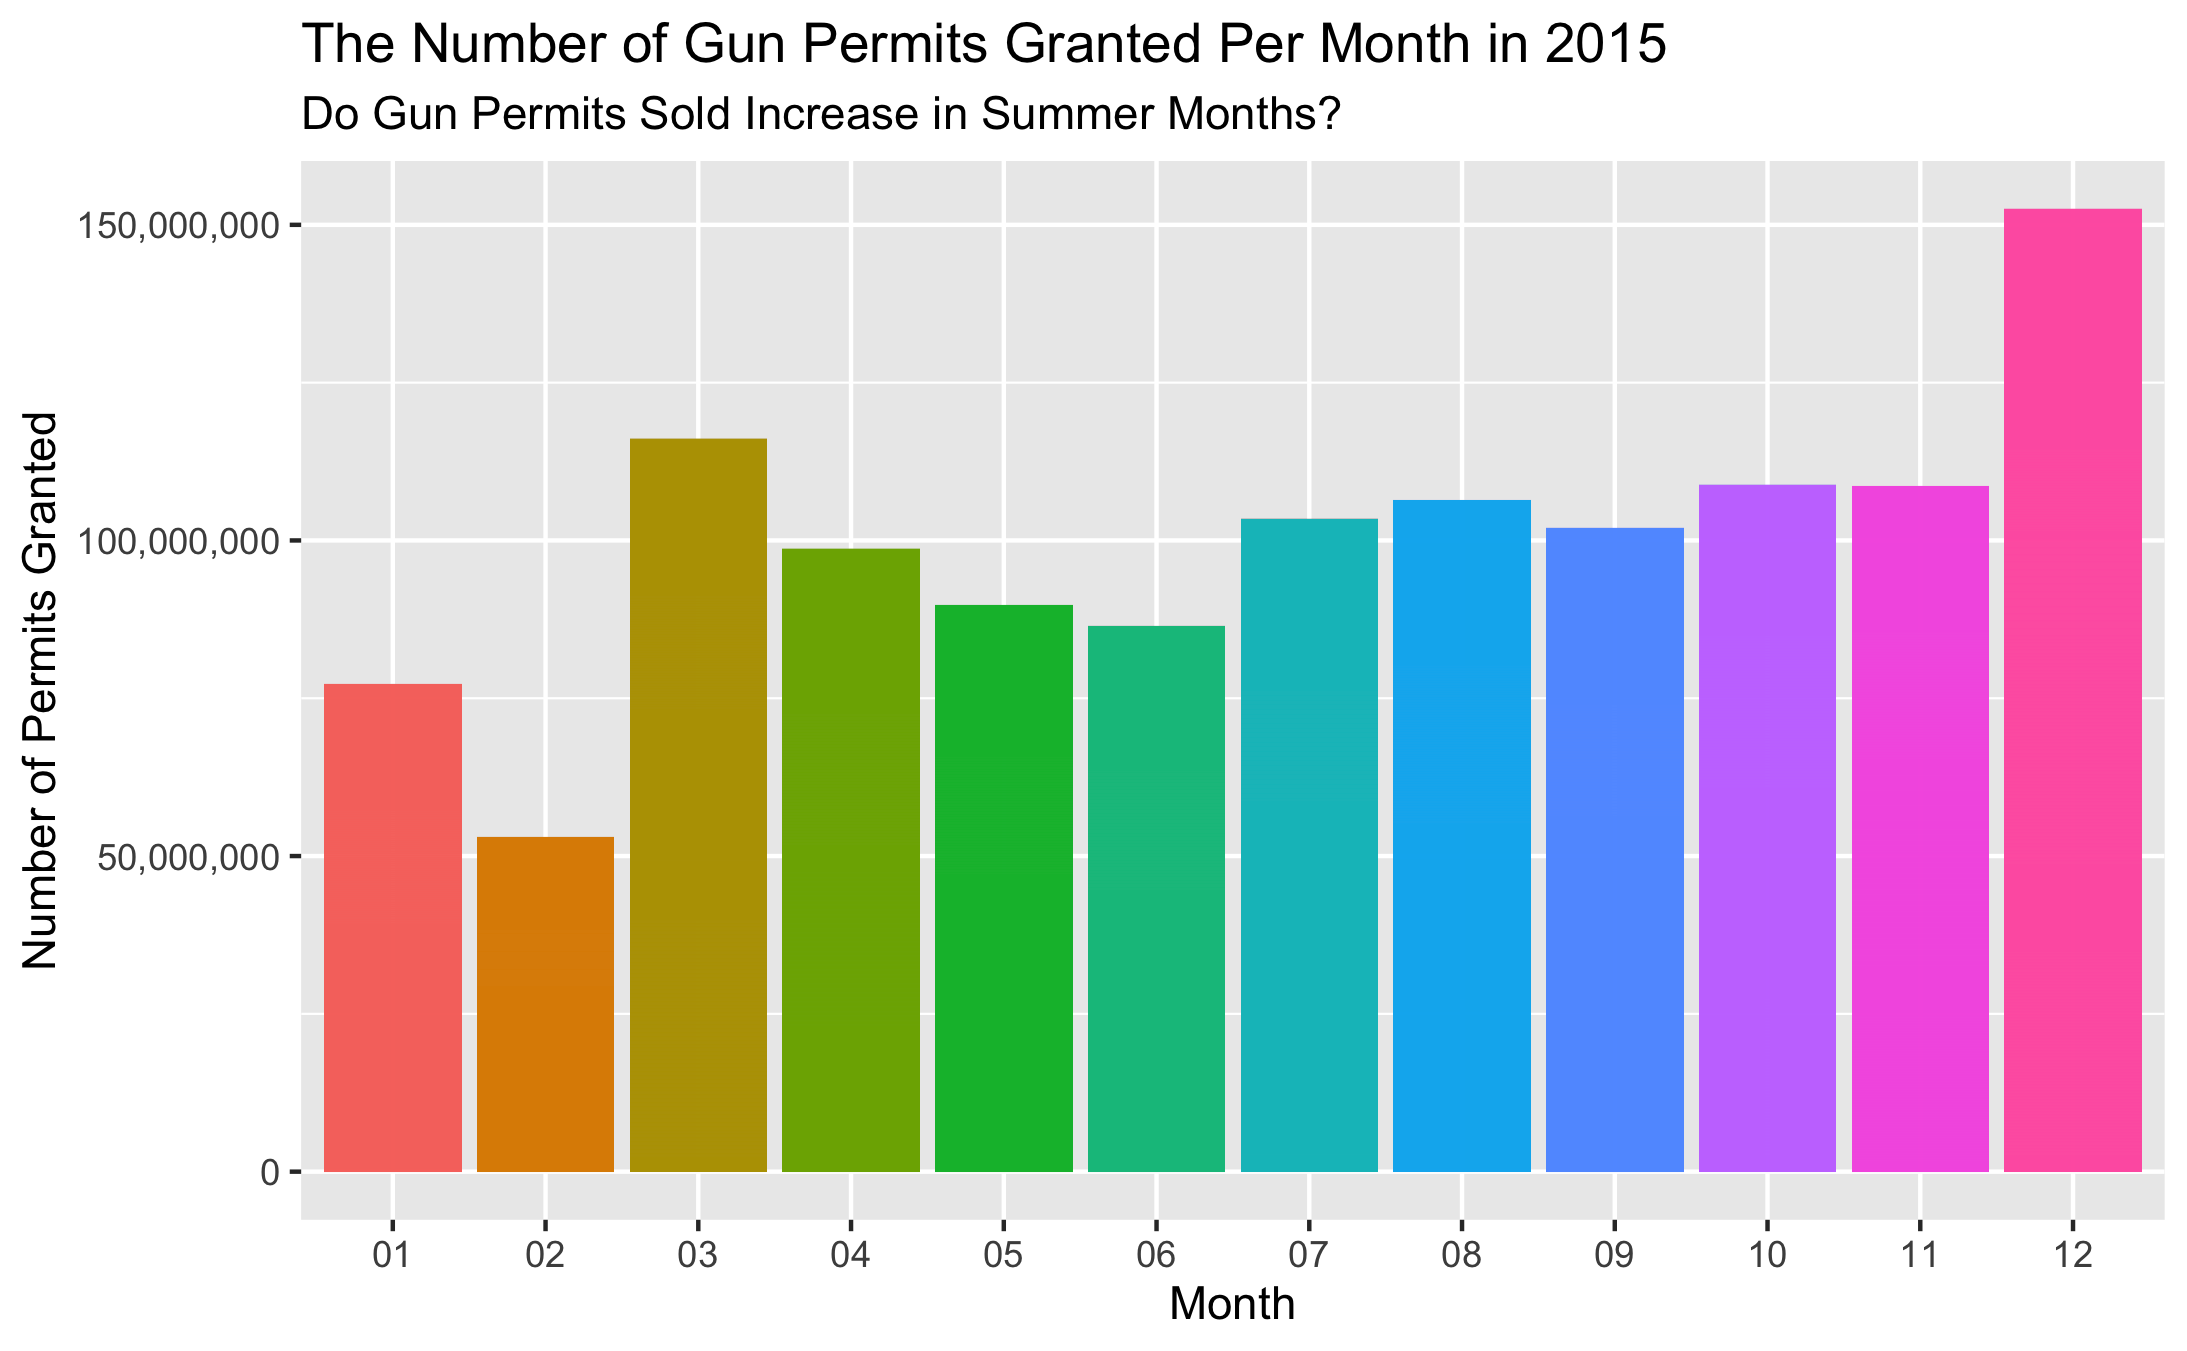 The Number of Gun Permits Granted Per Month in 2015
Do Gun Permits Sold Increase in Summer Months?
Number of Permits Granted
150,000,000
100,000,000
50,000,000
0
01 02 03 04 05 06 07 08 09 10 11 12
Month